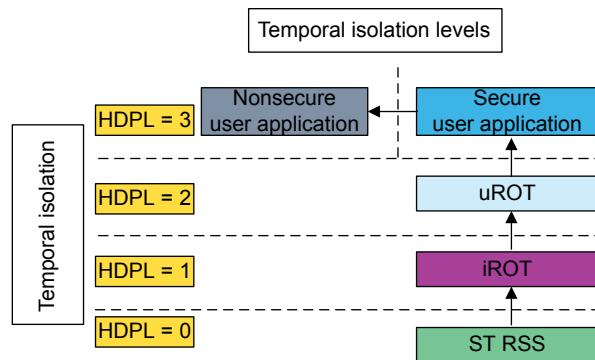 Temporal isolation levels
Temporal isolation
HDPL = 3
Nonsecure
user application
Secure
user application
HDPL = 2
uROT
HDPL = 1
iROT
HDPL = 0
ST RSS